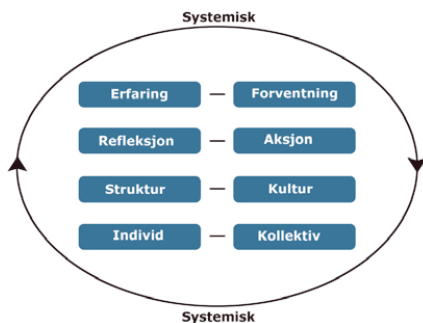 Systemisk
Erfaring — Forventning
Refleksjon — Aksjon
Struktur — Kultur
Individ — Kollektiv
Systemisk